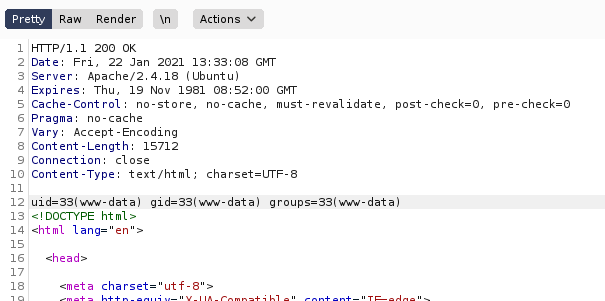 Pretty Raw Render \n Actions
1 HTTP/1.1 200 OK
2 Date: Fri, 22 Jan 2021 13:33:08 GMT
3 Server: Apache/2.4.18 (Ubuntu)
4 Expires: Thu, 19 Nov 1981 08:52:00 GMT
5 Cache-Control: no-store, no-cache, must-revalidate, post-check=0, pre-check=0
6 Pragma: no-cache
7 Vary: Accept-Encoding
8 Content-Length: 15712
9 Connection: close
10 Content-Type: text/html; charset=UTF-8
11
12 uid=33(www-data) gid=33(www-data) groups=33(www-data)
13 <!DOCTYPE html>
14 <html lang="en">
15
16 <head>
17
18 <meta charset="utf-8">
19 <meta http-equiv="X-UA-Compatible" content="IE=edge">